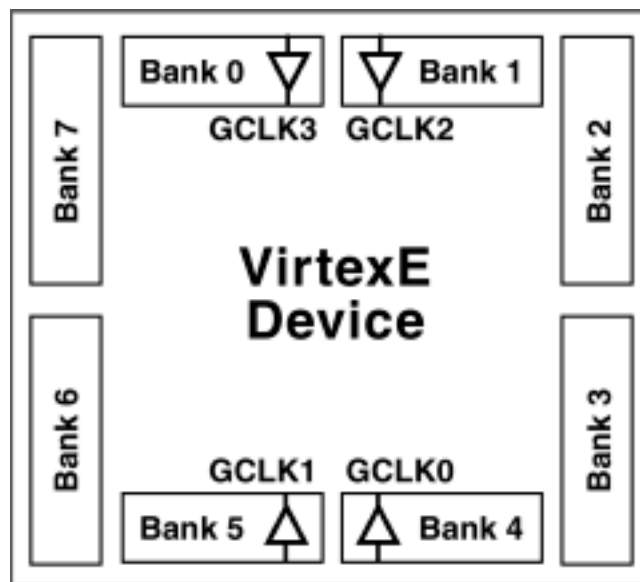 Bank 0
Bank 1
GCLK3
GCLK2
Bank 7
Bank 2
VirtexE
Device
Bank 6
Bank 3
GCLK1
GCLK0
Bank 5
Bank 4